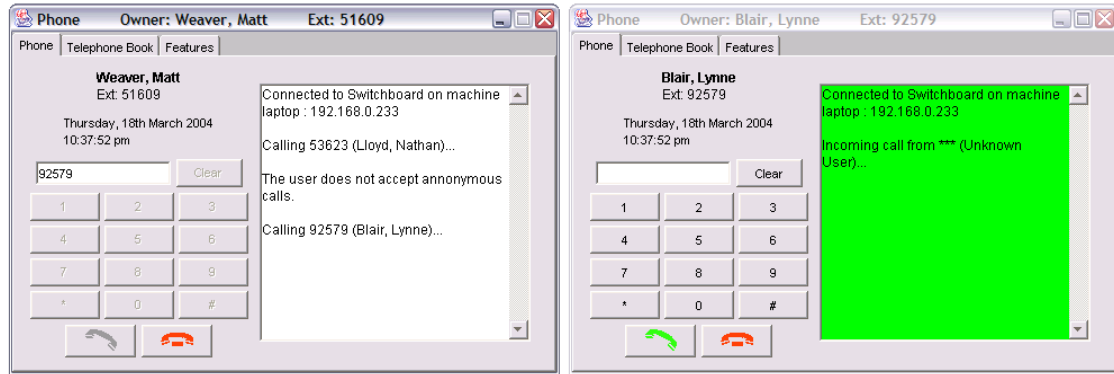 Phone Owner: Weaver, Matt Ext: 51609
Phone Telephone Book Features
Weaver, Matt
Ext: 51609
Thursday, 18th March 2004
10:37:52 pm
92579 Clear
1 2 3
4 5 6
7 8 9
* 0 #
Connected to Switchboard on machine
laptop : 192.168.0.233
Calling 53623 (Lloyd, Nathan)...
The user does not accept annonymous
calls.
Calling 92579 (Blair, Lynne)...
Phone Owner: Blair, Lynne Ext: 92579
Phone Telephone Book Features
Blair, Lynne
Ext: 92579
Thursday, 18th March 2004
10:37:52 pm
Clear
1 2 3
4 5 6
7 8 9
* 0 #
Connected to Switchboard on machine
laptop : 192.168.0.233
Incoming call from *** (Unknown
User)...